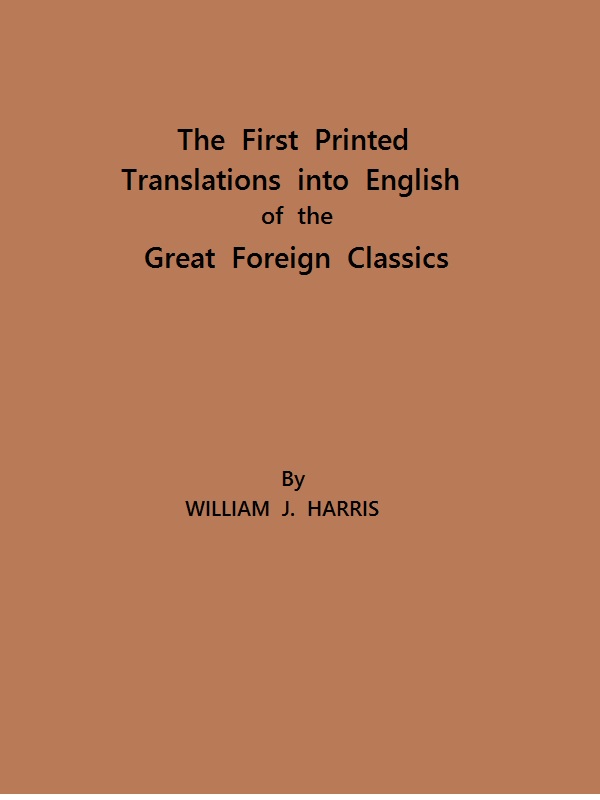 The First Printed
Translations into English
of the
Great Foreign Classics
By
WILLIAM J. HARRIS